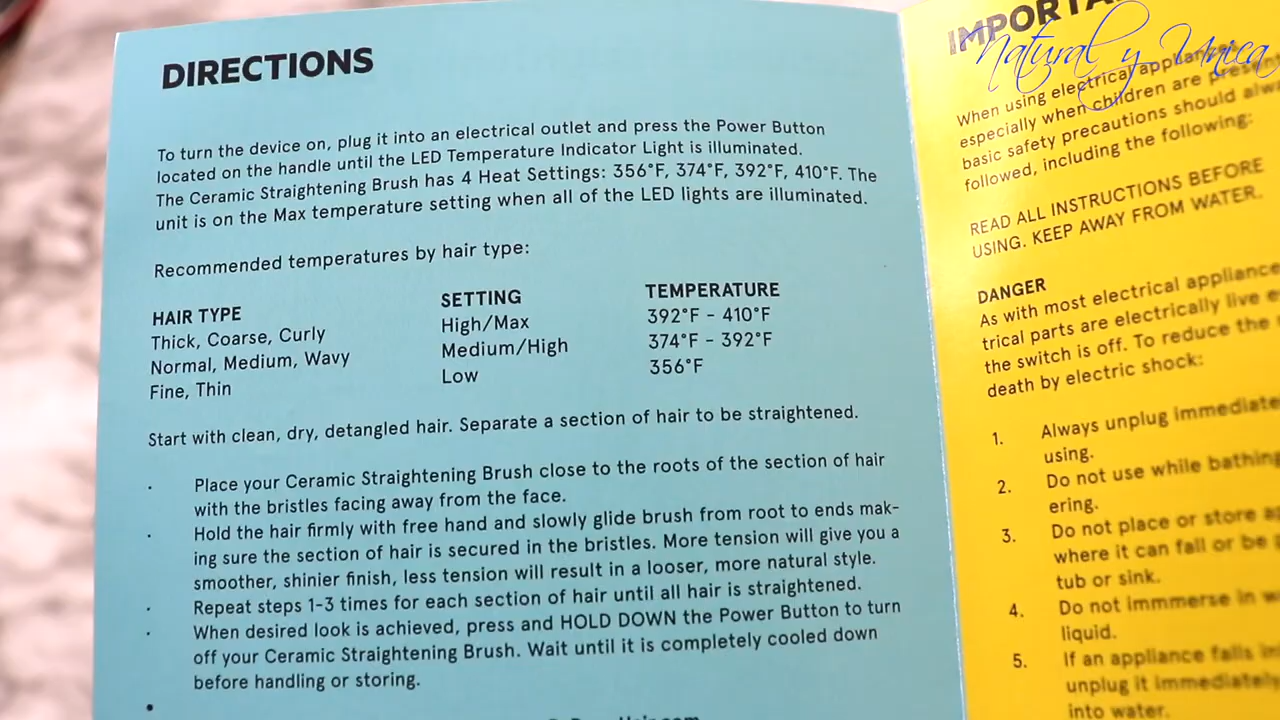 DIRECTIONS
To turn the device on, plug it into an electrical outlet and press the Power Button
located on the handle until the LED Temperature Indicator Light is illuminated.
The Ceramic Straightening Brush has 4 Heat Settings: 356°F, 374°F, 392°F, 410°F. The
unit is on the Max temperature setting when all of the LED lights are illuminated.
Recommended temperatures by hair type:
HAIR TYPE SETTING TEMPERATURE
Thick, Coarse, Curly High/Max 392°F - 410°F
Normal, Medium, Wavy Medium/High 374°F - 392°F
Fine, Thin Low 356°F
Start with clean, dry, detangled hair. Separate a section of hair to be straightened.
· Place your Ceramic Straightening Brush close to the roots of the section of hair
with the bristles facing away from the face.
· Hold the hair firmly with free hand and slowly glide brush from root to ends mak-
ing sure the section of hair is secured in the bristles. More tension will give you a
smoother, shinier finish, less tension will result in a looser, more natural style.
· Repeat steps 1-3 times for each section of hair until all hair is straightened.
· When desired look is achieved, press and HOLD DOWN the Power Button to turn
off your Ceramic Straightening Brush. Wait until it is completely cooled down
before handling or storing.
Natural y Unica
When using electrical appliances,
especially when children are present
basic safety precautions should
followed, including the following:
READ ALL INSTRUCTIONS BEFORE
USING. KEEP AWAY FROM WATER.
DANGER
As with most electrical appliance
trical parts are electrically live
the switch is off. To reduce the
death by electric shock:
1. Always unplug immediate
using.
2. Do not use while bathing
ering.
3. Do not place or store
where it can fall or be
tub or sink.
4. Do not immmerse in
liquid.
5. If an appliance falls
unplug it immediately
into water.